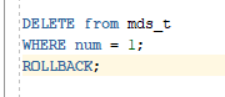 DELETE from mds_t
WHERE num = 1;
ROLLBACK;